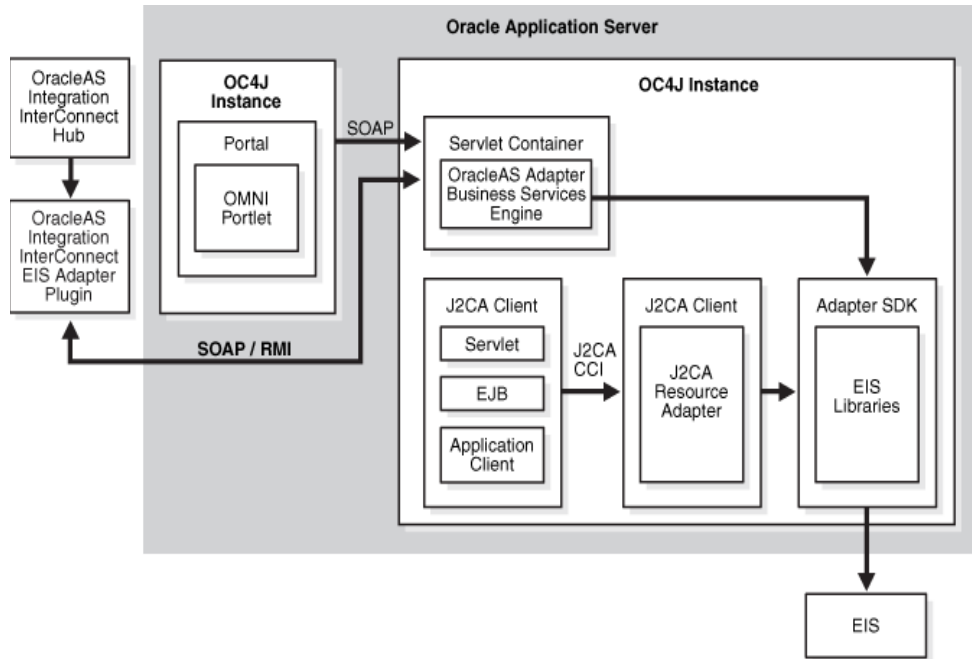 Oracle Application Server
OracleAS
Integration
InterConnect
Hub
OracleAS
Integration
InterConnect
EIS Adapter
Plugin
OC4J
Instance
Portal
OMNI
Portlet
SOAP
SOAP / RMI
OC4J Instance
Servlet Container
OracleAS Adapter
Business Services
Engine
J2CA Client
Servlet
EJB
Application
Client
J2CA
CCI
J2CA Client
J2CA
Resource
Adapter
Adapter SDK
EIS
Libraries
EIS